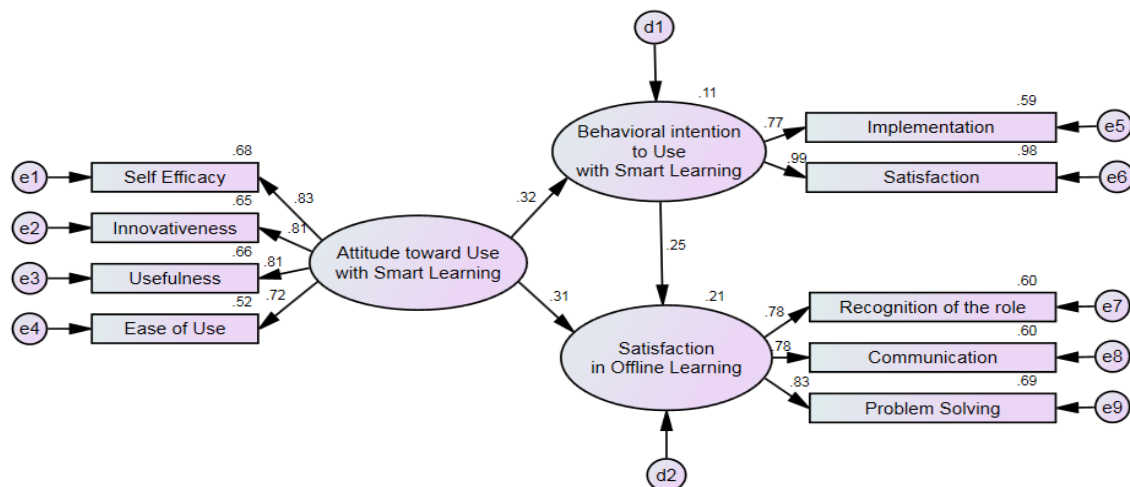 d1
.11
.59
Behavioral intention
to Use
with Smart Learning
.77
Implementation
e5
.98
.99
Satisfaction
e6
.68
e1
Self Efficacy
.83
.65
e2
Innovativeness
.81
.66
e3
Usefulness
.81
.52
e4
Ease of Use
.72
Attitude toward Use
with Smart Learning
.32
.25
.31
.21
Satisfaction
in Offline Learning
.60
.78
Recognition of the role
e7
.60
.78
Communication
e8
.69
.83
Problem Solving
e9
d2